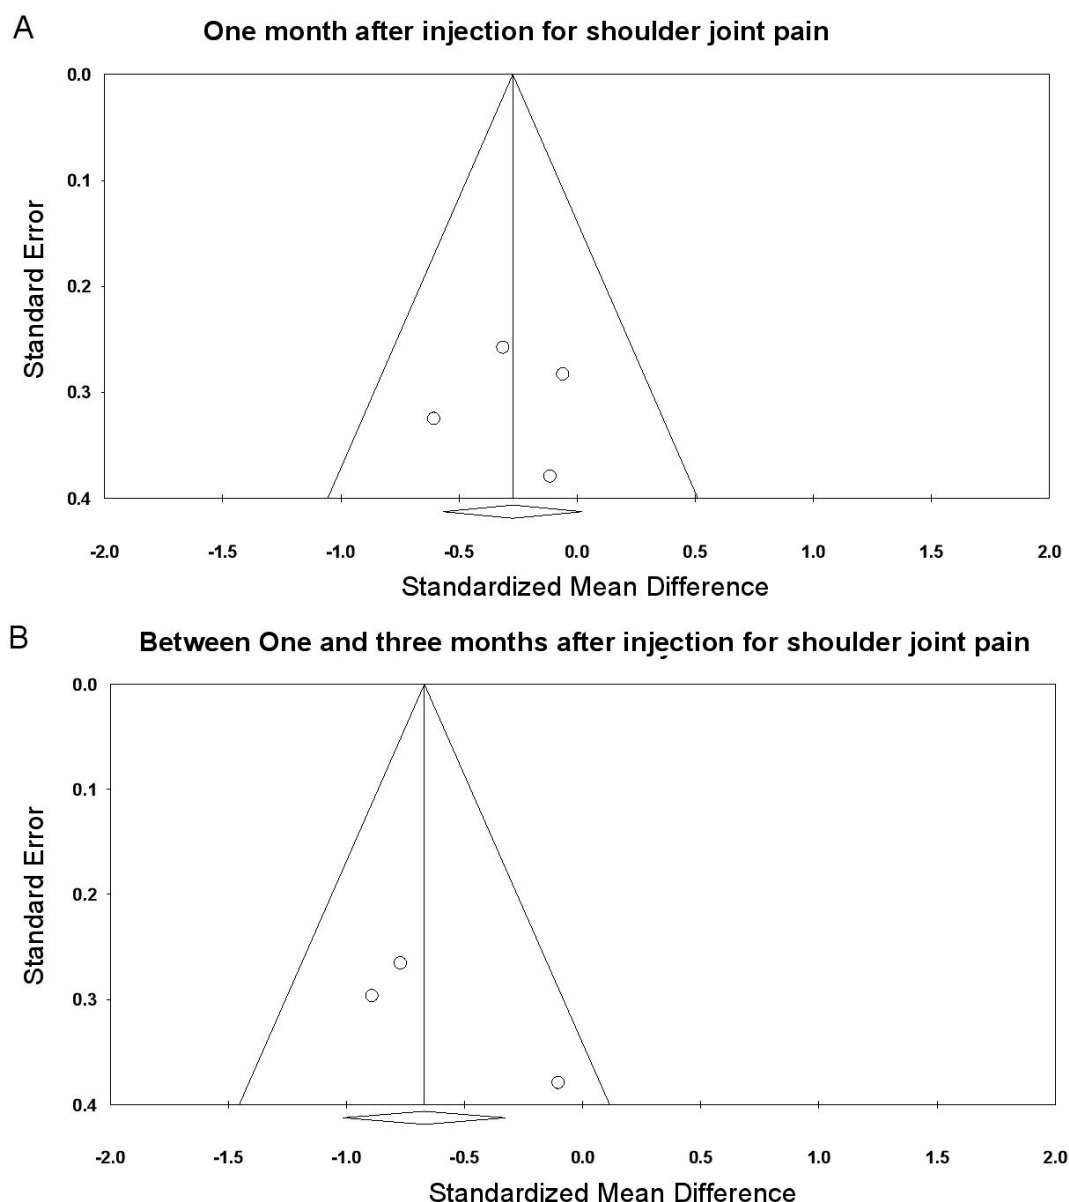 A
One month after injection for shoulder joint pain
0.0
0.1
0.2
0.3
0.4
Standard Error
-2.0 -1.5 -1.0 -0.5 0.0 0.5 1.0 1.5 2.0
Standardized Mean Difference
B
Between One and three months after injection for shoulder joint pain
0.0
0.1
0.2
0.3
0.4
Standard Error
-2.0 -1.5 -1.0 -0.5 0.0 0.5 1.0 1.5 2.0
Standardized Mean Difference